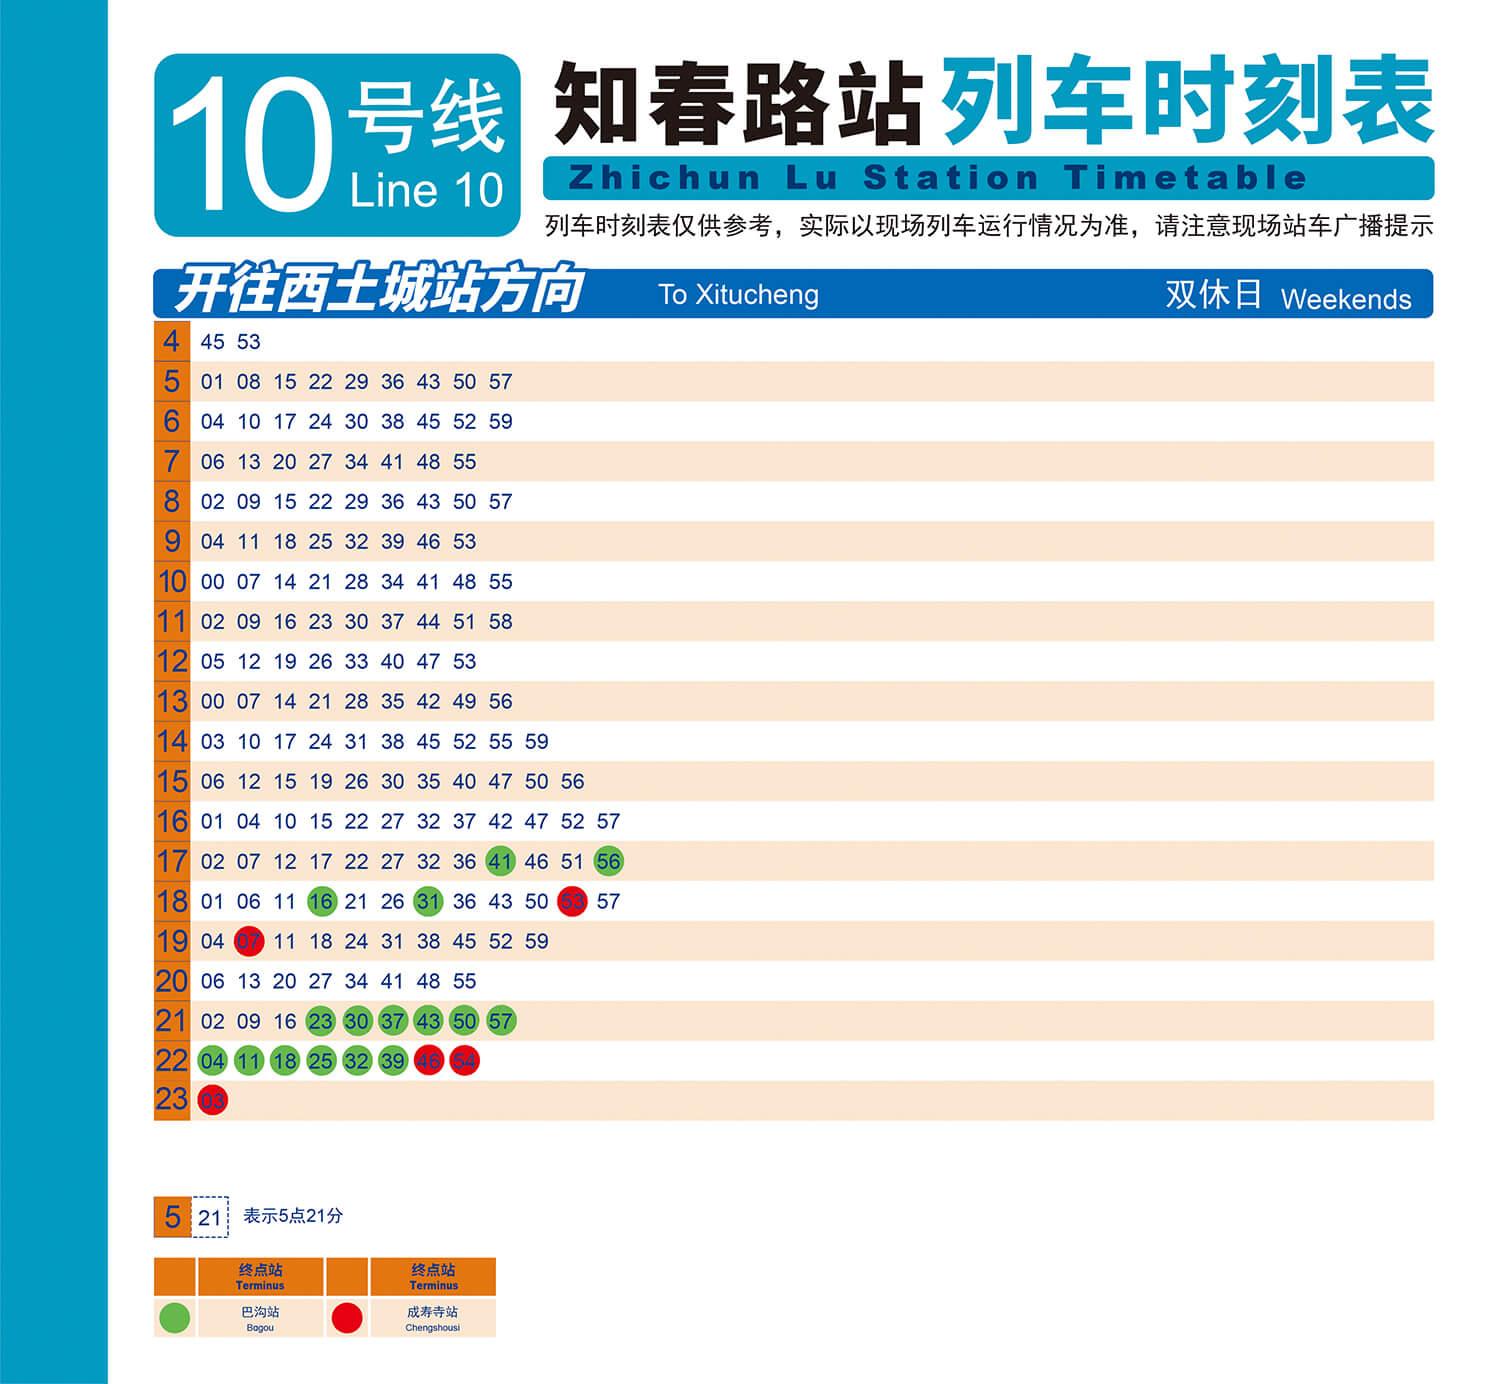 10 号线
Line 10
知春路站列车时刻表
Zhichun Lu Station Timetable
列车时刻表仅供参考，实际以现场列车运行情况为准，请注意现场站车广播提示
开往西土城站方向 To Xitucheng 双休日 Weekends
4 45 53
5 01 08 15 22 29 36 43 50 57
6 04 10 17 24 30 38 45 52 59
7 06 13 20 27 34 41 48 55
8 02 09 15 22 29 36 43 50 57
9 04 11 18 25 32 39 46 53
10 00 07 14 21 28 34 41 48 55
11 02 09 16 23 30 37 44 51 58
12 05 12 19 26 33 40 47 53
13 00 07 14 21 28 35 42 49 56
14 03 10 17 24 31 38 45 52 55 59
15 06 12 15 19 26 30 35 40 47 50 56
16 01 04 10 15 22 27 32 37 42 47 52 57
17 02 07 12 17 22 27 32 36 41 46 51 56
18 01 06 11 16 21 26 31 36 43 50 53 57
19 04 07 11 18 24 31 38 45 52 59
20 06 13 20 27 34 41 48 55
21 02 09 16 23 30 37 43 50 57
22 04 11 18 25 32 39 46 54
23 03
5 21 表示5点21分
终点站 终点站
Terminus Terminus
巴沟站 成寿寺站
Bagou Chengshousi